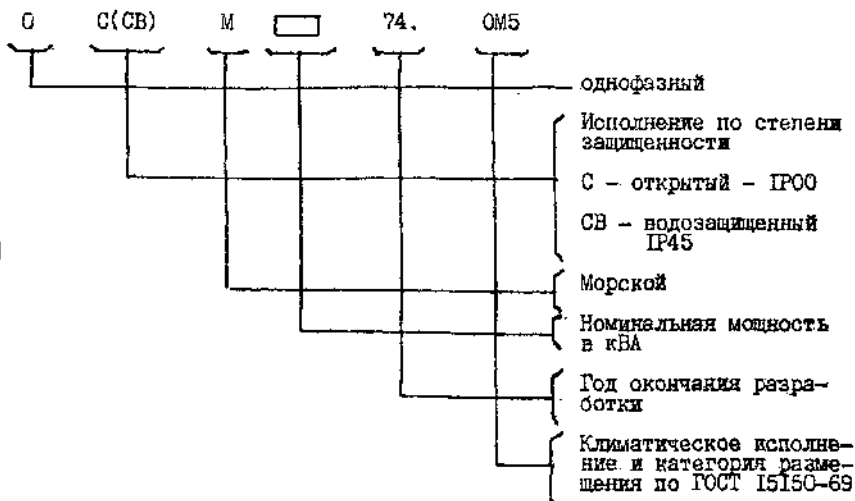 О С(СВ) М 74. ОМ5
однофазный
Исполнение по степени
защищенности
С – открытый – IP00
СВ – водозащищенный
IP45
Морской
Номинальная мощность
в кВА
Год окончания разра-
ботки
Климатическое исполне-
ние и категория разме-
щения по ГОСТ I5I50-69